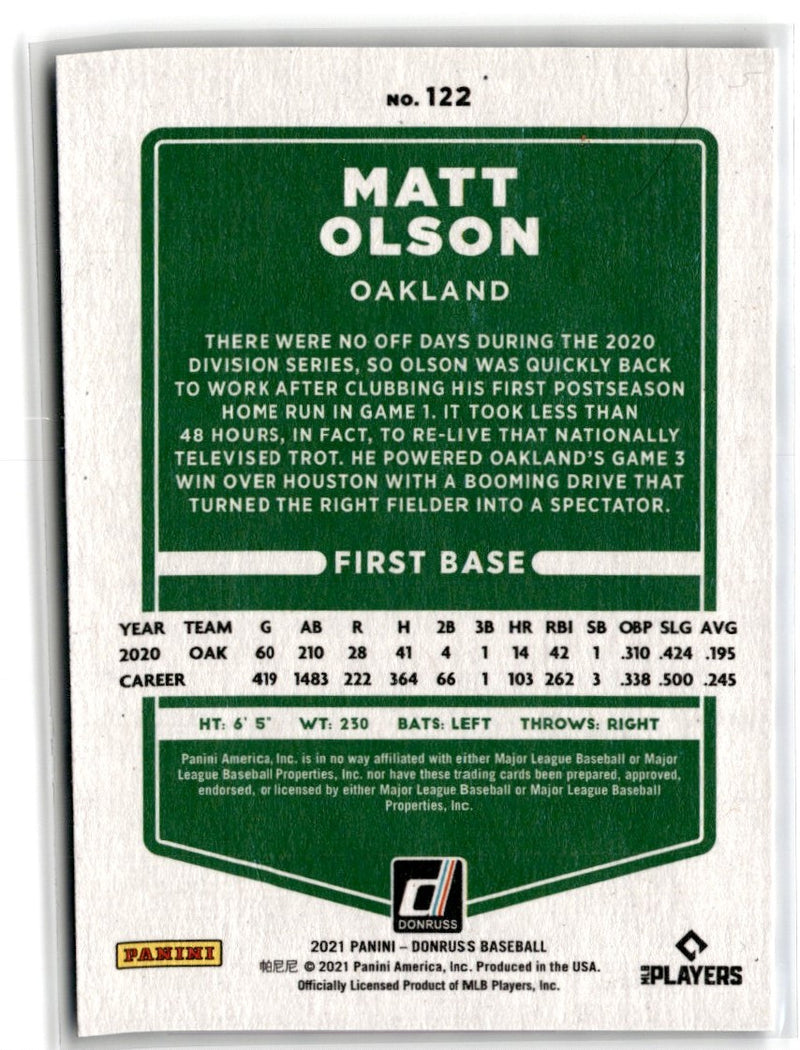 NO. 122
MATT
OLSON
OAKLAND
THERE WERE NO OFF DAYS DURING THE 2020
DIVISION SERIES, SO OLSON WAS QUICKLY BACK
TO WORK AFTER CLUBBING HIS FIRST POSTSEASON
HOME RUN IN GAME 1. IT TOOK LESS THAN
48 HOURS, IN FACT, TO RE-LIVE THAT NATIONALLY
TELEVISED TROT. HE POWERED OAKLAND'S GAME 3
WIN OVER HOUSTON WITH A BOOMING DRIVE THAT
TURNED THE RIGHT FIELDER INTO A SPECTATOR.
FIRST BASE
YEAR TEAM G AB R H 2B 3B HR RBI SB OBP SLG AVG
2020 OAK 60 210 28 41 4 1 14 42 1 .310 .424 .195
CAREER 419 1483 222 364 66 1 103 262 3 .338 .500 .245
HT: 6' 5" WT: 230 BATS: LEFT THROWS: RIGHT
Panini America, Inc. is in no way affiliated with either Major League Baseball or Major
League Baseball Properties, Inc. nor have these trading cards been prepared, approved,
endorsed, or licensed by either Major League Baseball or Major League Baseball
Properties, Inc.
d
DONRUSS
PANINI
2021 PANINI – DONRUSS BASEBALL
帕尼尼 © 2021 Panini America, Inc. Produced in the USA.
Officially Licensed Product of MLB Players, Inc.
MLB PLAYERS